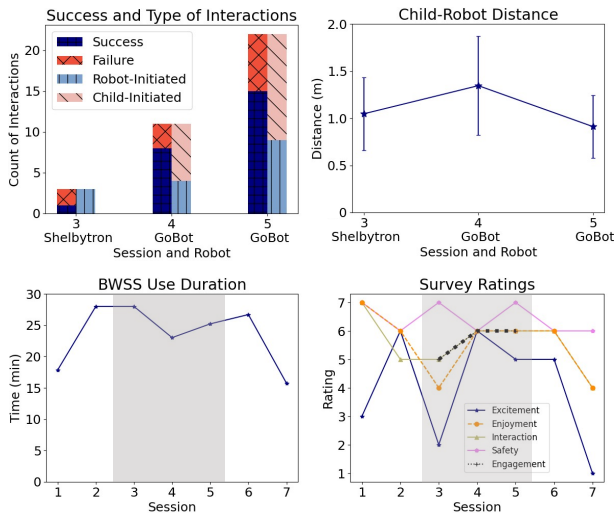 Success and Type of Interactions
Count of Interactions
20
15
10
5
0
Success
Failure
Robot-Initiated
Child-Initiated
3 4 5
Shelbytron GoBot GoBot
Session and Robot
Child-Robot Distance
Distance (m)
2.0
1.5
1.0
0.5
0.0
3 4 5
Shelbytron GoBot GoBot
Session and Robot
BWSS Use Duration
Time (min)
30
25
20
15
10
5
0
1 2 3 4 5 6 7
Session
Survey Ratings
Rating
7
6
5
4
3
2
1
Excitement
Enjoyment
Interaction
Safety
Engagement
1 2 3 4 5 6 7
Session